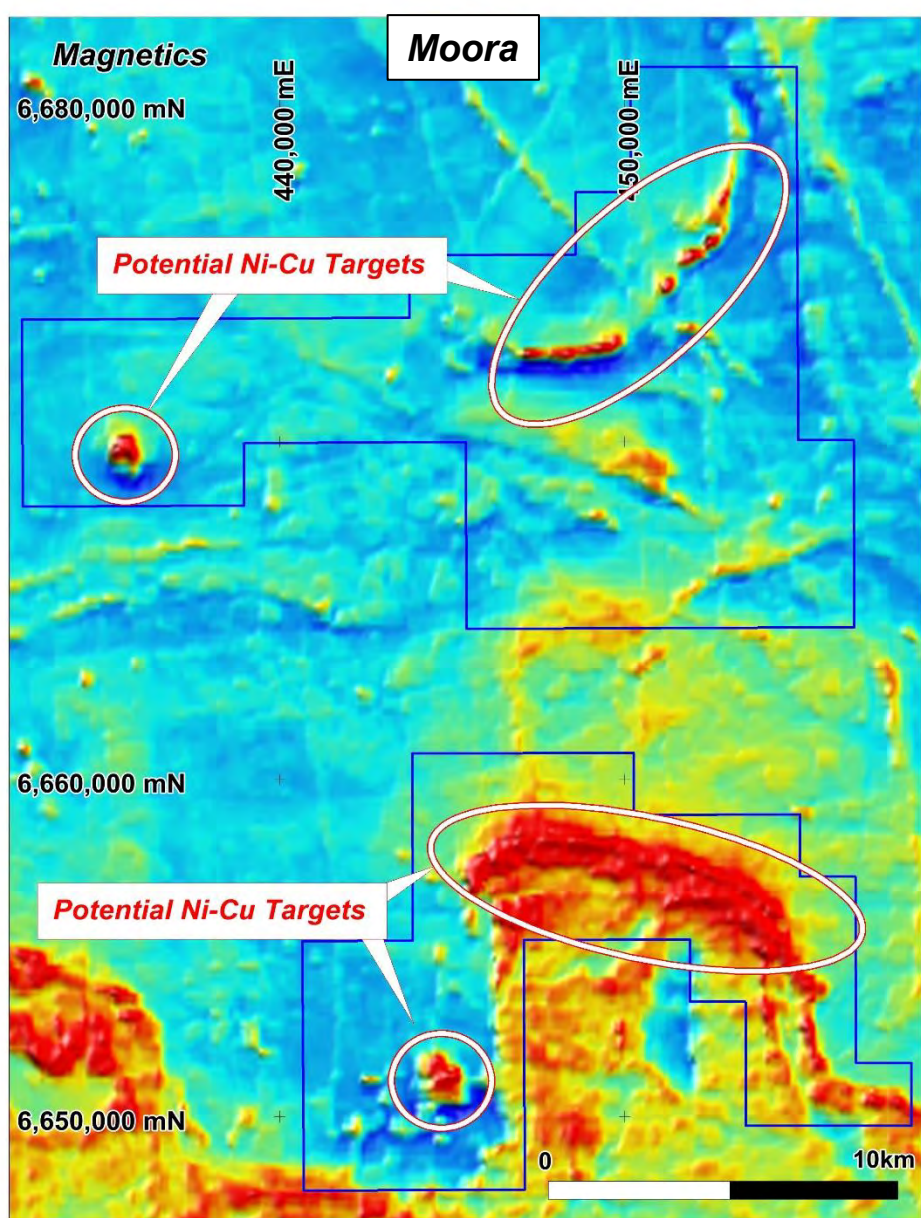 Moora
Magnetics
6,680,000 mN
440,000 mE
450,000 mE
Potential Ni-Cu Targets
6,660,000 mN
Potential Ni-Cu Targets
6,650,000 mN
0
10km